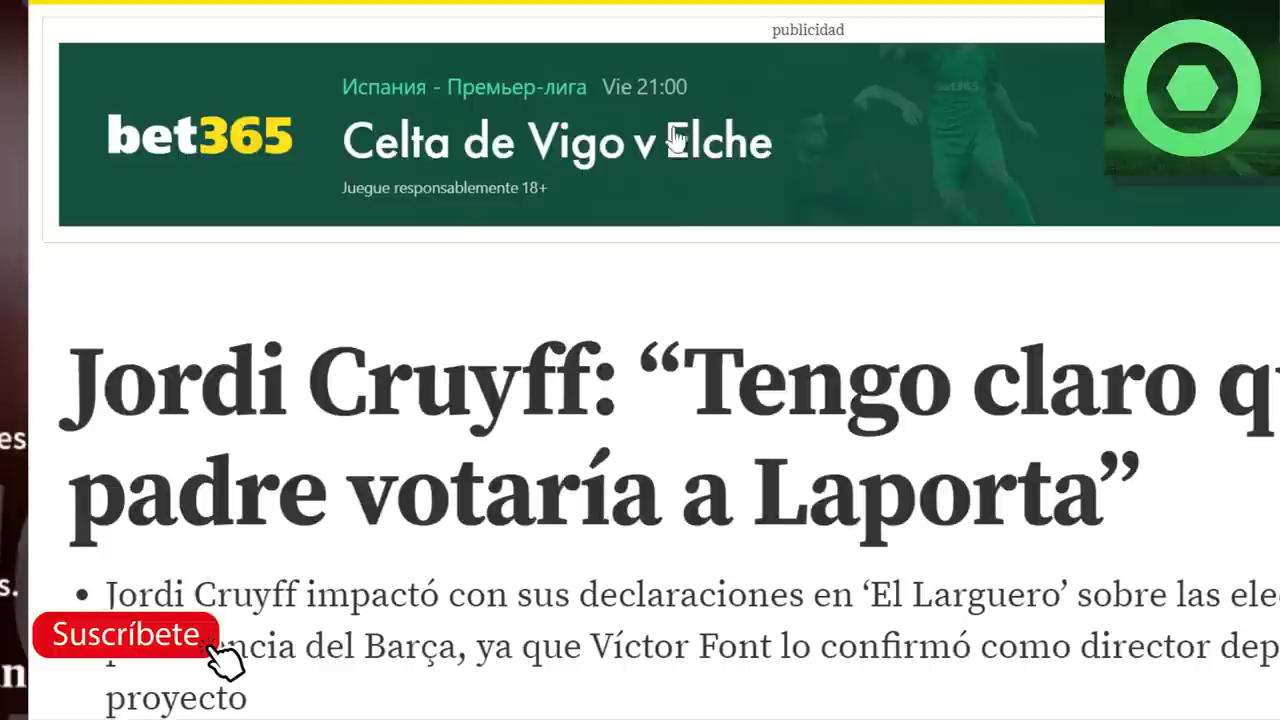 publicidad
Испания - Премьер-лига Vie 21:00
bet365
Celta de Vigo v Elche
Juegue responsablemente 18+
Jordi Cruyff: “Tengo claro q
padre votaría a Laporta”
• Jordi Cruyff impactó con sus declaraciones en ‘El Larguero’ sobre las ele
Suscríbete
ncia del Barça, ya que Víctor Font lo confirmó como director dep
proyecto
es
s.
n